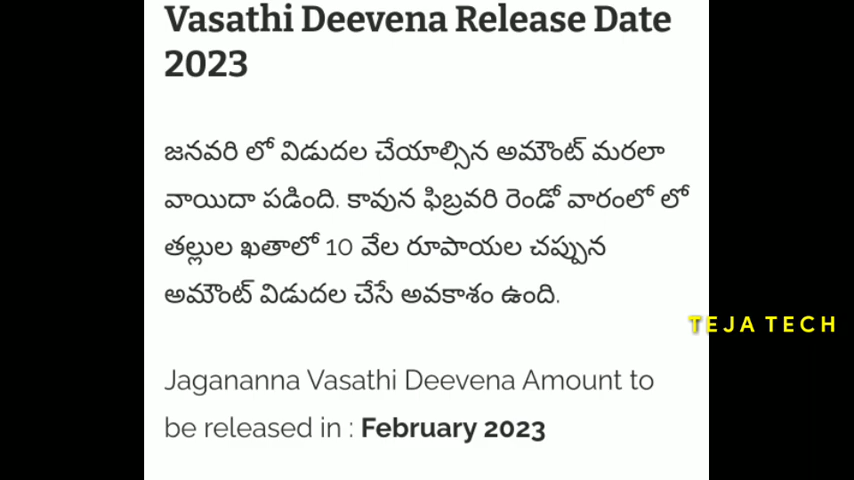 Vasathi Deevena Release Date
2023
జనవరి లో విడుదల చేయాల్సిన అమౌంట్ మరలా
వాయిదా పడింది. కావున ఫిబ్రవరి రెండో వారంలో లో
తల్లుల ఖతాలో 10 వేల రూపాయల చప్పున
అమౌంట్ విడుదల చేసే అవకాశం ఉంది.
TEJA TECH
Jagananna Vasathi Deevena Amount to
be released in : February 2023